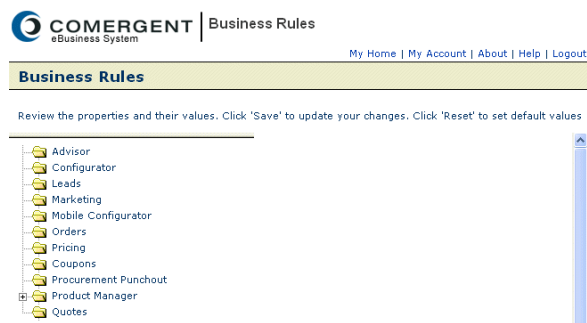 COMERGENT Business Rules
eBusiness System
My Home | My Account | About | Help | Logout
Business Rules
Review the properties and their values. Click 'Save' to update your changes. Click 'Reset' to set default values
Advisor
Configurator
Leads
Marketing
Mobile Configurator
Orders
Pricing
Coupons
Procurement Punchout
Product Manager
Quotes